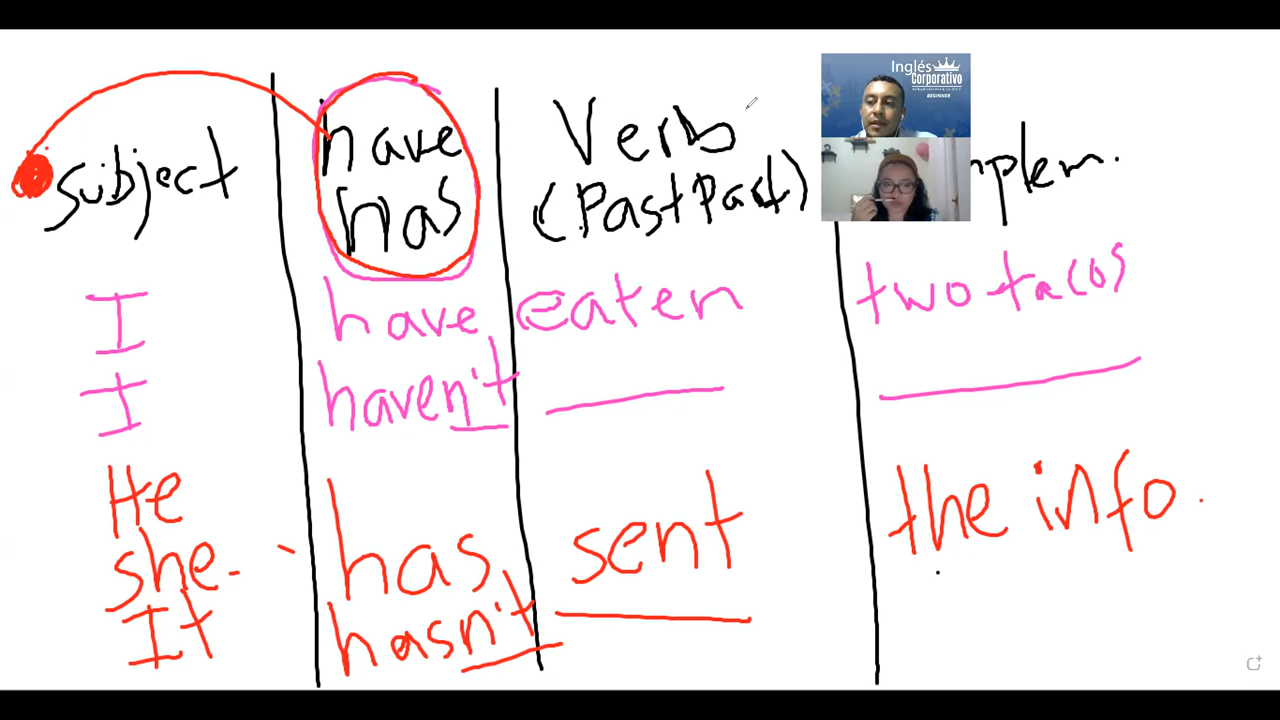 Inglés
Corporativo
BEGINNER
subject have has Verb (Past Part) mplem.
I have eaten two tacos
I haven't
He
she has sent the info.
It hasn't